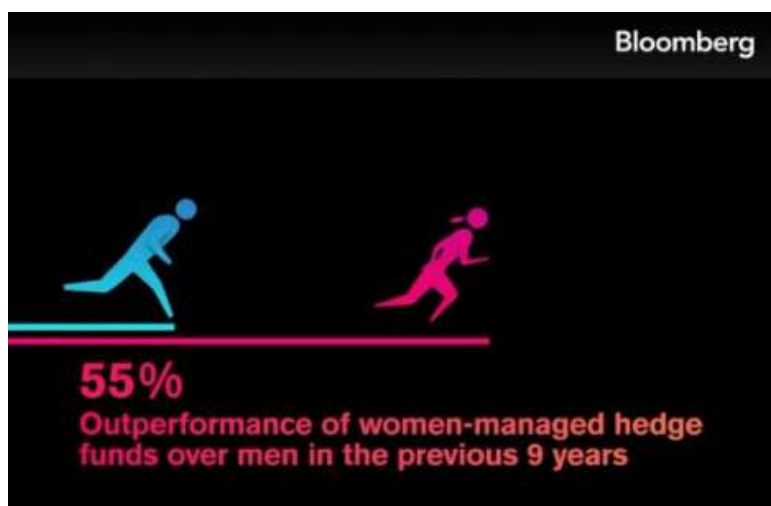 Bloomberg
55%
Outperformance of women-managed hedge
funds over men in the previous 9 years